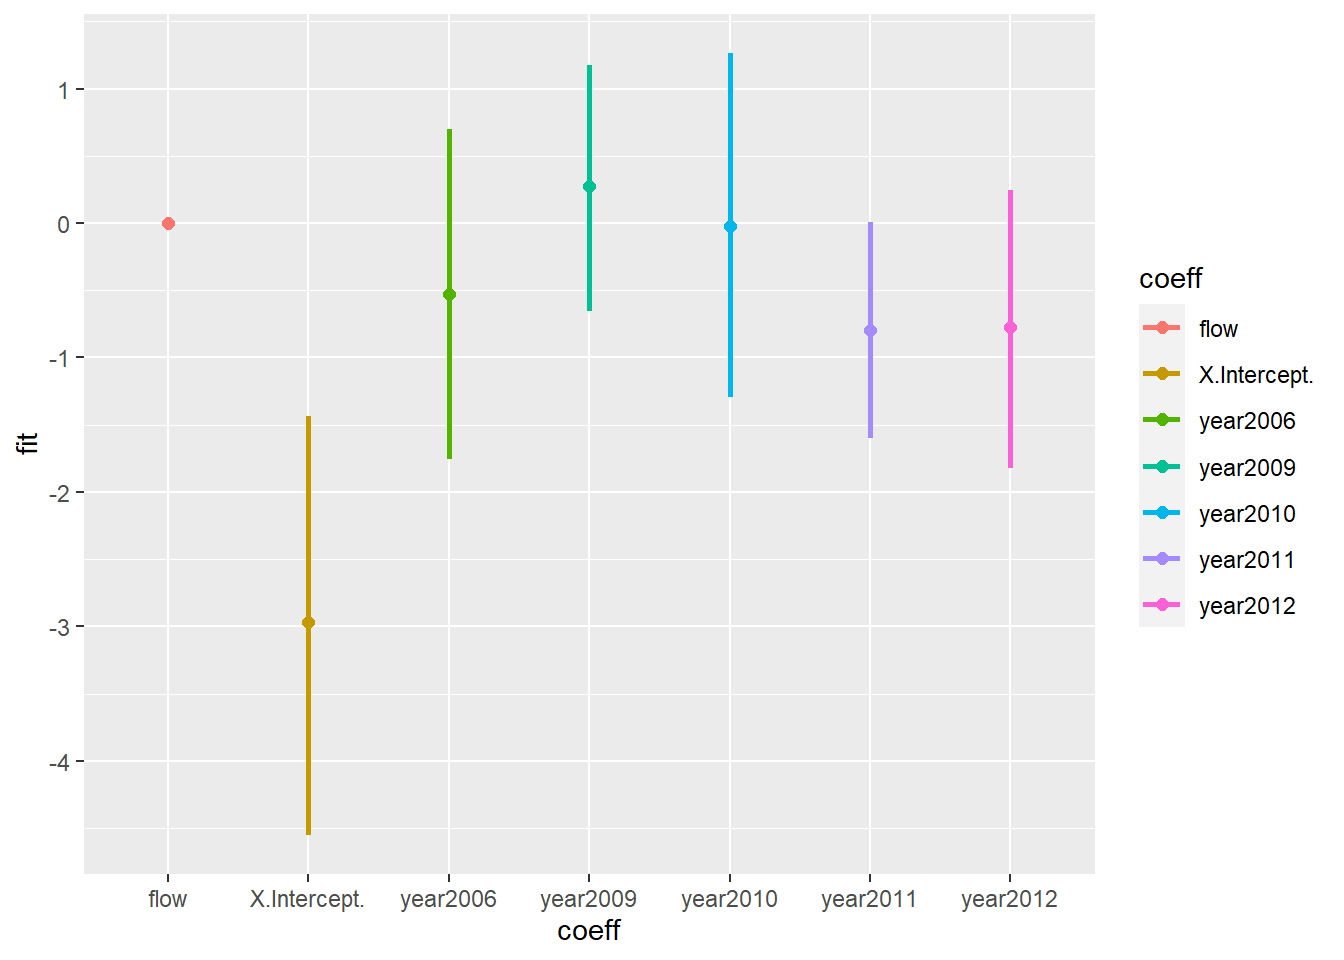 fit
1
0
-1
-2
-3
-4
flow X.Intercept. year2006 year2009 year2010 year2011 year2012
coeff
coeff
flow
X.Intercept.
year2006
year2009
year2010
year2011
year2012